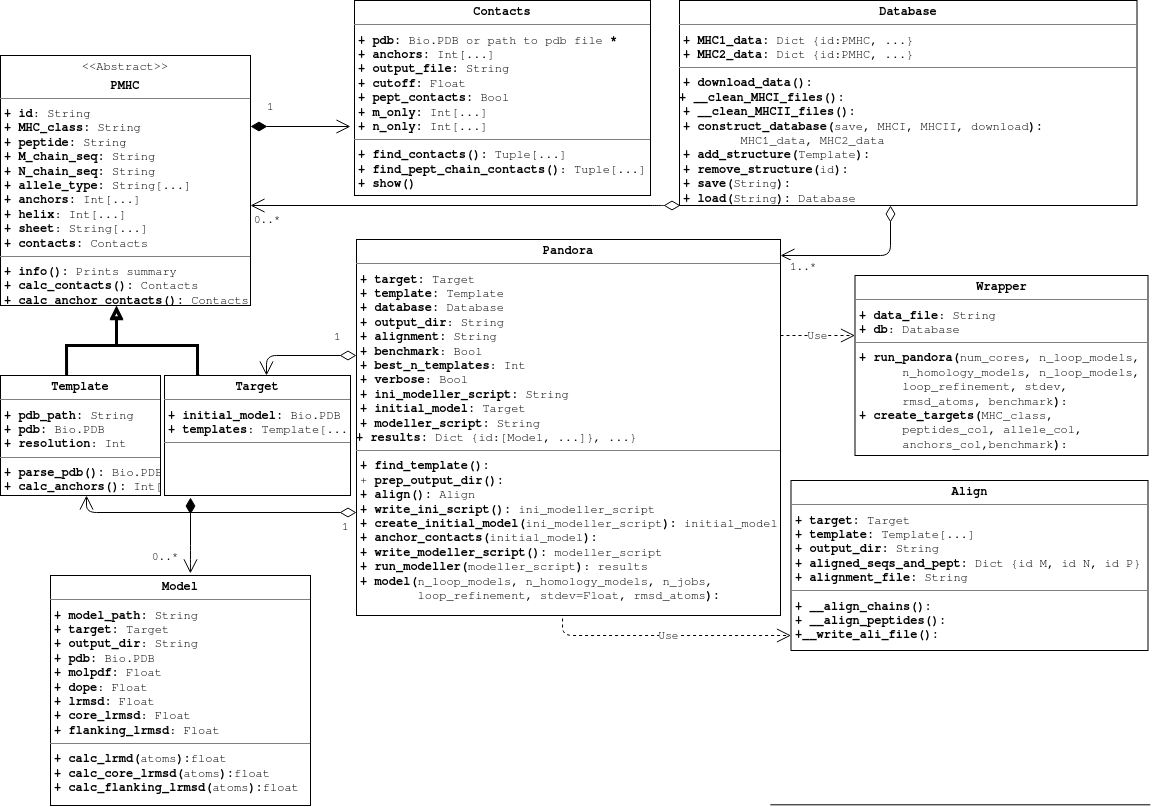 <<Abstract>>
PMHC
+ id: String
+ MHC_class: String
+ peptide: String
+ M_chain_seq: String
+ N_chain_seq: String
+ allele_type: String[...]
+ anchors: Int[...]
+ helix: Int[...]
+ sheet: String[...]
+ contacts: Contacts
+ info(): Prints summary
+ calc_contacts(): Contacts
+ calc_anchor_contacts(): Contacts
1
Contacts
+ pdb: Bio.PDB or path to pdb file *
+ anchors: Int[...]
+ output_file: String
+ cutoff: Float
+ pept_contacts: Bool
+ m_only: Int[...]
+ n_only: Int[...]
+ find_contacts(): Tuple[...]
+ find_pept_chain_contacts(): Tuple[...]
+ show()
Database
+ MHC1_data: Dict {id:PMHC, ...}
+ MHC2_data: Dict {id:PMHC, ...}
+ download_data():
+ __clean_MHCI_files():
+ __clean_MHCII_files():
+ construct_database(save, MHCI, MHCII, download):
MHC1_data, MHC2_data
+ add_structure(Template):
+ remove_structure(id):
+ save(String):
+ load(String): Database
0..*
1..*
Pandora
+ target: Target
+ template: Template
+ database: Database
+ output_dir: String
+ alignment: String
+ benchmark: Bool
+ best_n_templates: Int
+ verbose: Bool
+ ini_modeller_script: String
+ initial_model: Target
+ modeller_script: String
+ results: Dict {id:[Model, ...]}, ...}
+ find_template():
+ prep_output_dir():
+ align(): Align
+ write_ini_script(): ini_modeller_script
+ create_initial_model(ini_modeller_script): initial_model
+ anchor_contacts(initial_model):
+ write_modeller_script(): modeller_script
+ run_modeller(modeller_script): results
+ model(n_loop_models, n_homology_models, n_jobs,
loop_refinement, stdev=Float, rmsd_atoms):
Use
Wrapper
+ data_file: String
+ db: Database
+ run_pandora(num_cores, n_loop_models,
n_homology_models, n_loop_models,
loop_refinement, stdev,
rmsd_atoms, benchmark):
+ create_targets(MHC_class,
peptides_col, allele_col,
anchors_col,benchmark):
1
Template
+ pdb_path: String
+ pdb: Bio.PDB
+ resolution: Int
+ parse_pdb(): Bio.PDB
+ calc_anchors(): Int[
Target
+ initial_model: Bio.PDB
+ templates: Template[...
1
0..*
Align
+ target: Target
+ template: Template[...]
+ output_dir: String
+ aligned_seqs_and_pept: Dict {id M, id N, id P}
+ alignment_file: String
+ __align_chains():
+ __align_peptides():
+__write_ali_file():
Use
Model
+ model_path: String
+ target: Target
+ output_dir: String
+ pdb: Bio.PDB
+ molpdf: Float
+ dope: Float
+ lrmsd: Float
+ core_lrmsd: Float
+ flanking_lrmsd: Float
+ calc_lrmd(atoms):float
+ calc_core_lrmsd(atoms):float
+ calc_flanking_lrmsd(atoms):float